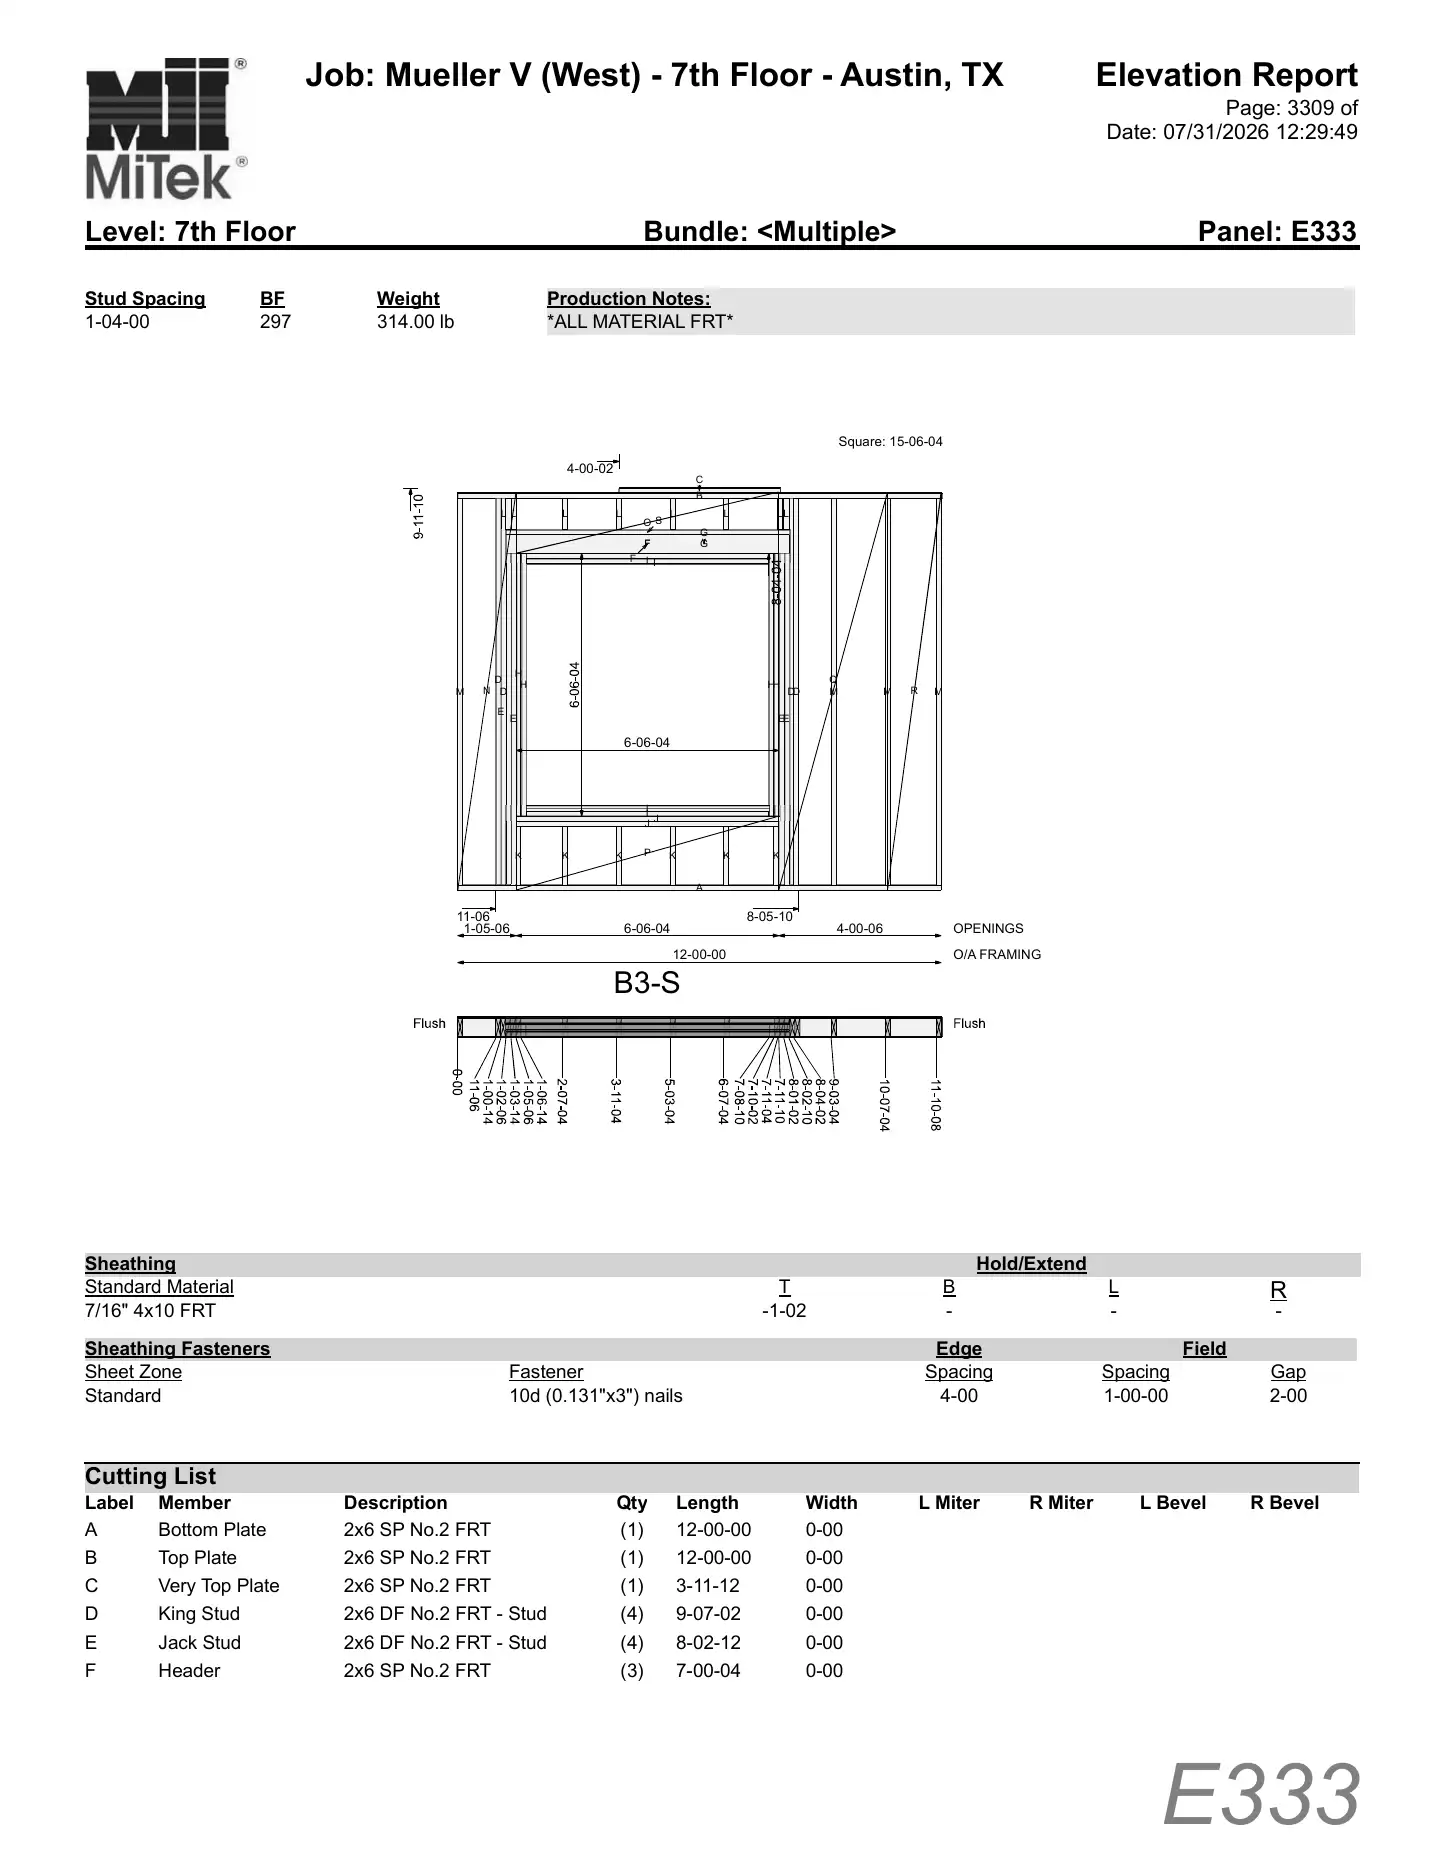 Job: Mueller V (West) - 7th Floor - Austin, TX
Elevation Report
Page: 3309 of
Date: 07/31/2026 12:29:49
MiTek®
Level: 7th Floor Bundle: <Multiple> Panel: E333
Stud Spacing BF Weight Production Notes:
1-04-00 297 314.00 lb *ALL MATERIAL FRT*
Square: 15-06-04
4-00-02
C
B
9-11-10
L L L L L L L
O S
G
F G
F
8-04-04
6-06-04
H
D H
M N D M M R M
E E
6-06-04
I
J
J
K K K P K K K
A
11-06 8-05-10
1-05-06 6-06-04 4-00-06 OPENINGS
12-00-00 O/A FRAMING
B3-S
Flush Flush
0-00 11-06 1-00-14 1-02-06 1-03-14 1-05-06 1-06-14 2-07-04 3-11-04 5-03-04 6-07-04 7-08-10 7-10-02 7-11-04 7-11-10 8-01-02 8-02-10 8-04-02 9-03-04 10-07-04 11-10-08
Sheathing Hold/Extend
Standard Material T B L R
7/16" 4x10 FRT -1-02 - - -
Sheathing Fasteners Edge Field
Sheet Zone Fastener Spacing Spacing Gap
Standard 10d (0.131"x3") nails 4-00 1-00-00 2-00
Cutting List
Label Member Description Qty Length Width L Miter R Miter L Bevel R Bevel
A Bottom Plate 2x6 SP No.2 FRT (1) 12-00-00 0-00
B Top Plate 2x6 SP No.2 FRT (1) 12-00-00 0-00
C Very Top Plate 2x6 SP No.2 FRT (1) 3-11-12 0-00
D King Stud 2x6 DF No.2 FRT - Stud (4) 9-07-02 0-00
E Jack Stud 2x6 DF No.2 FRT - Stud (4) 8-02-12 0-00
F Header 2x6 SP No.2 FRT (3) 7-00-04 0-00
E333